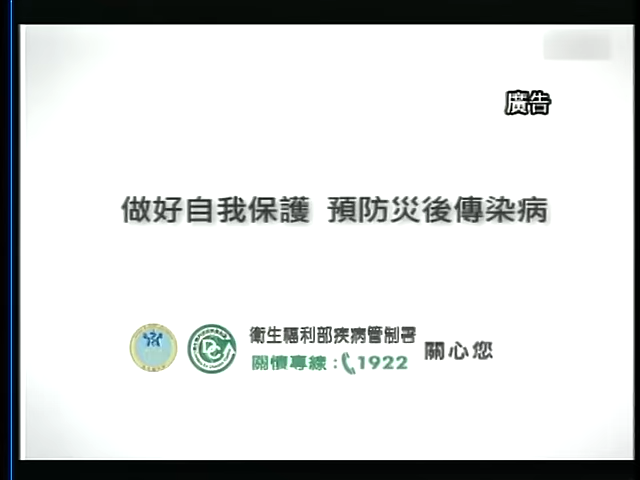 廣告
做好自我保護 預防災後傳染病
衛生福利部疾病管制署
關懷專線：1922
關心您